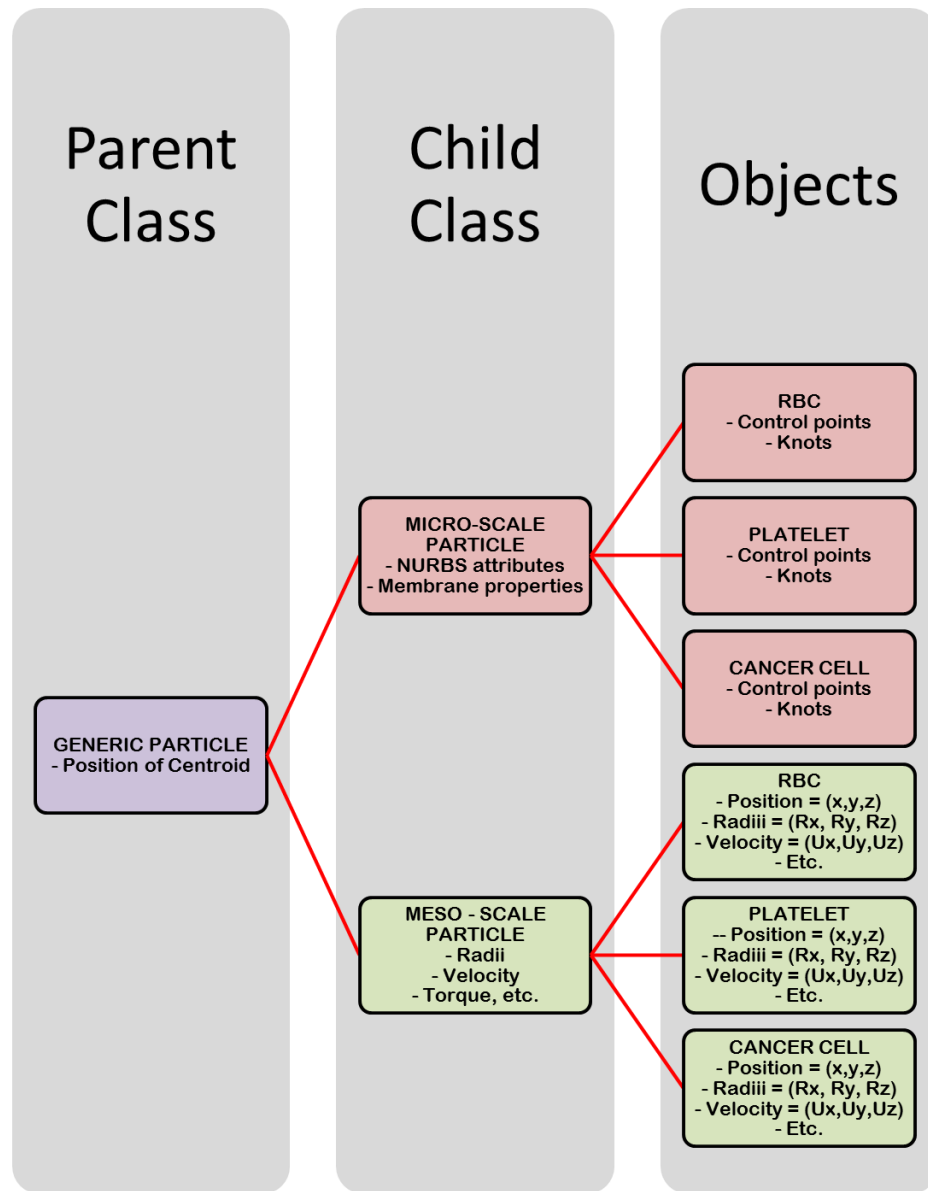 Parent
Class
Child
Class
Objects
GENERIC PARTICLE
- Position of Centroid
MICRO-SCALE
PARTICLE
- NURBS attributes
- Membrane properties
MESO - SCALE
PARTICLE
- Radii
- Velocity
- Torque, etc.
RBC
- Control points
- Knots
PLATELET
- Control points
- Knots
CANCER CELL
- Control points
- Knots
RBC
- Position = (x,y,z)
- Radiii = (Rx, Ry, Rz)
- Velocity = (Ux,Uy,Uz)
- Etc.
PLATELET
-- Position = (x,y,z)
- Radiii = (Rx, Ry, Rz)
- Velocity = (Ux,Uy,Uz)
- Etc.
CANCER CELL
- Position = (x,y,z)
- Radiii = (Rx, Ry, Rz)
- Velocity = (Ux,Uy,Uz)
- Etc.